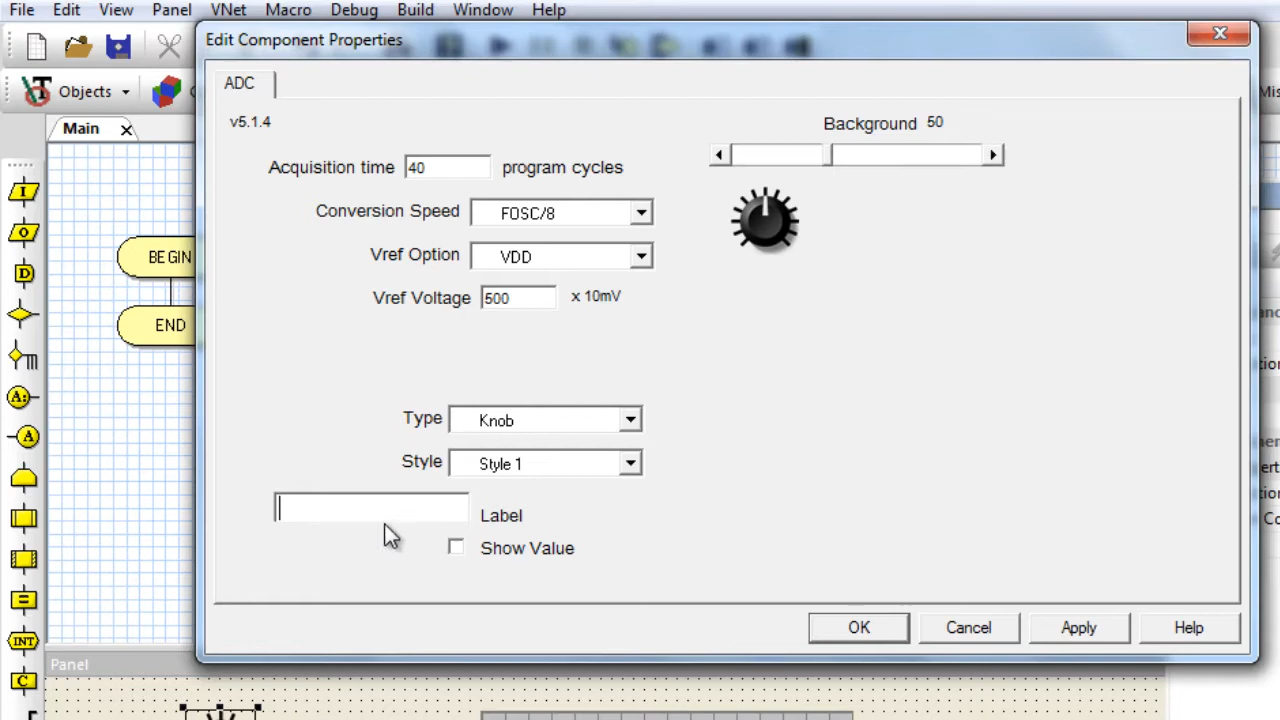 File Edit View Panel VNet Macro Debug Build Window Help
Edit Component Properties
Objects
ADC
Main
v5.1.4
Background 50
Acquisition time 40 program cycles
Conversion Speed FOSC/8
Vref Option VDD
Vref Voltage 500 x 10mV
BEGIN
END
Type Knob
Style Style 1
Label
Show Value
OK Cancel Apply Help
Panel
I
O
D
A:
A
=
INT
C